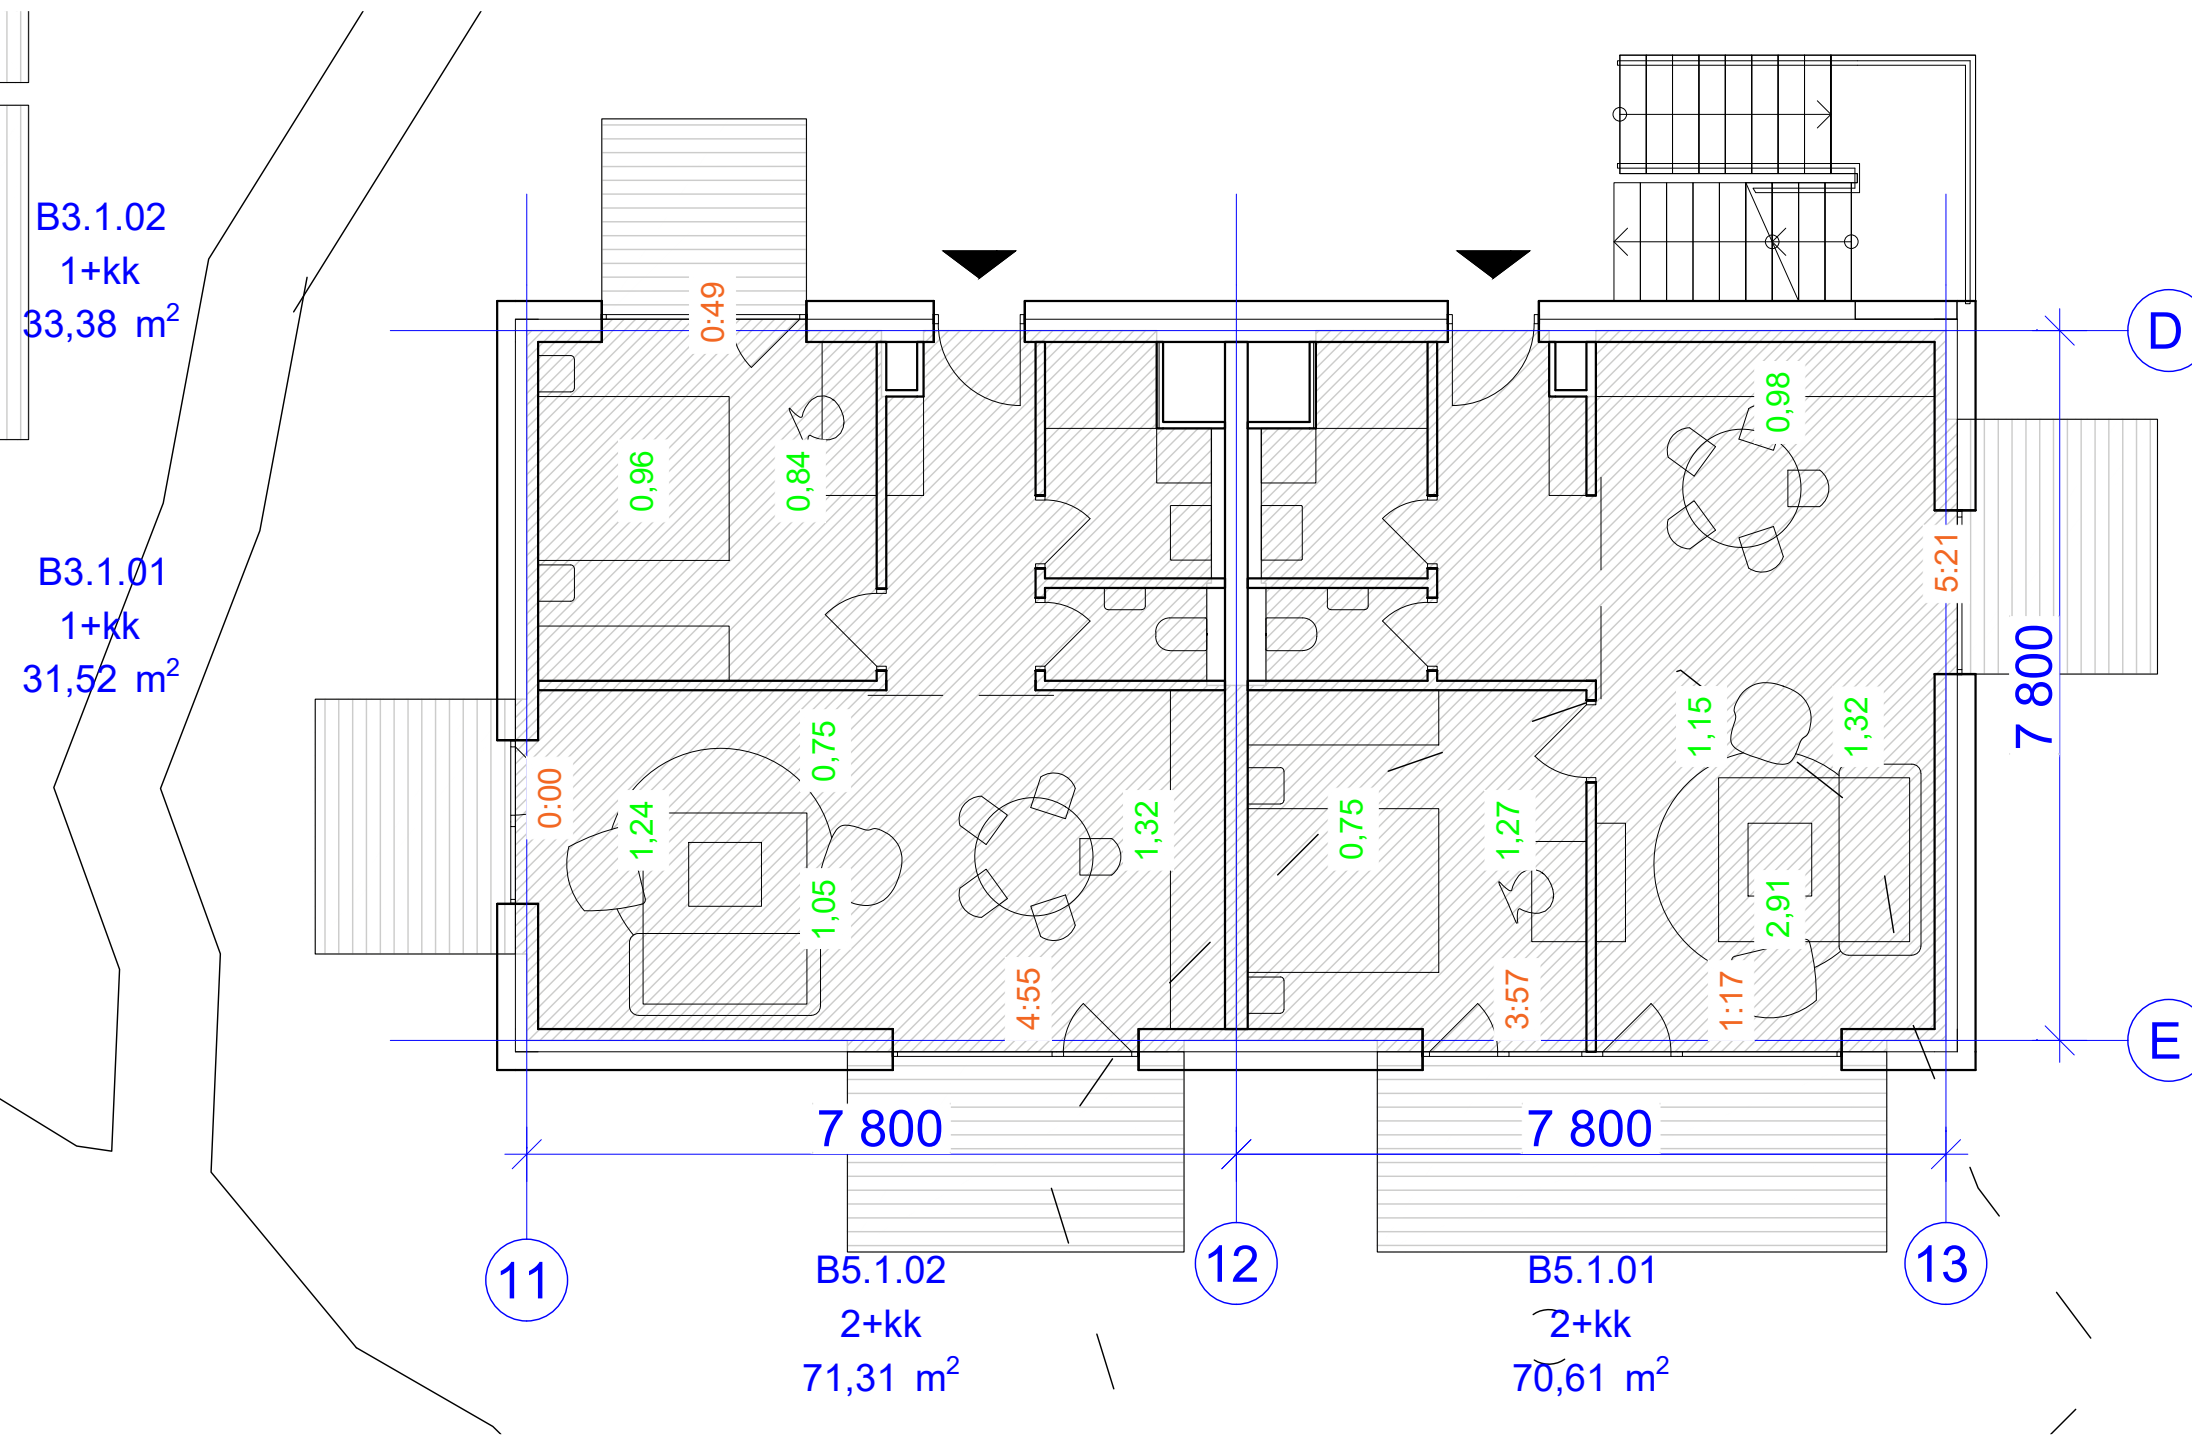 B3.1.02
1+kk
33,38 m²
B3.1.01
1+kk
31,52 m²
0:49
D
0,98
0,96
0,84
5:21
7 800
1,15
1,32
0,75
0:00
1,24
1,32
0,75
1,27
1,05
2,91
4:55
3:57
1:17
E
7 800
7 800
11
12
13
B5.1.02
2+kk
71,31 m²
B5.1.01
2+kk
70,61 m²